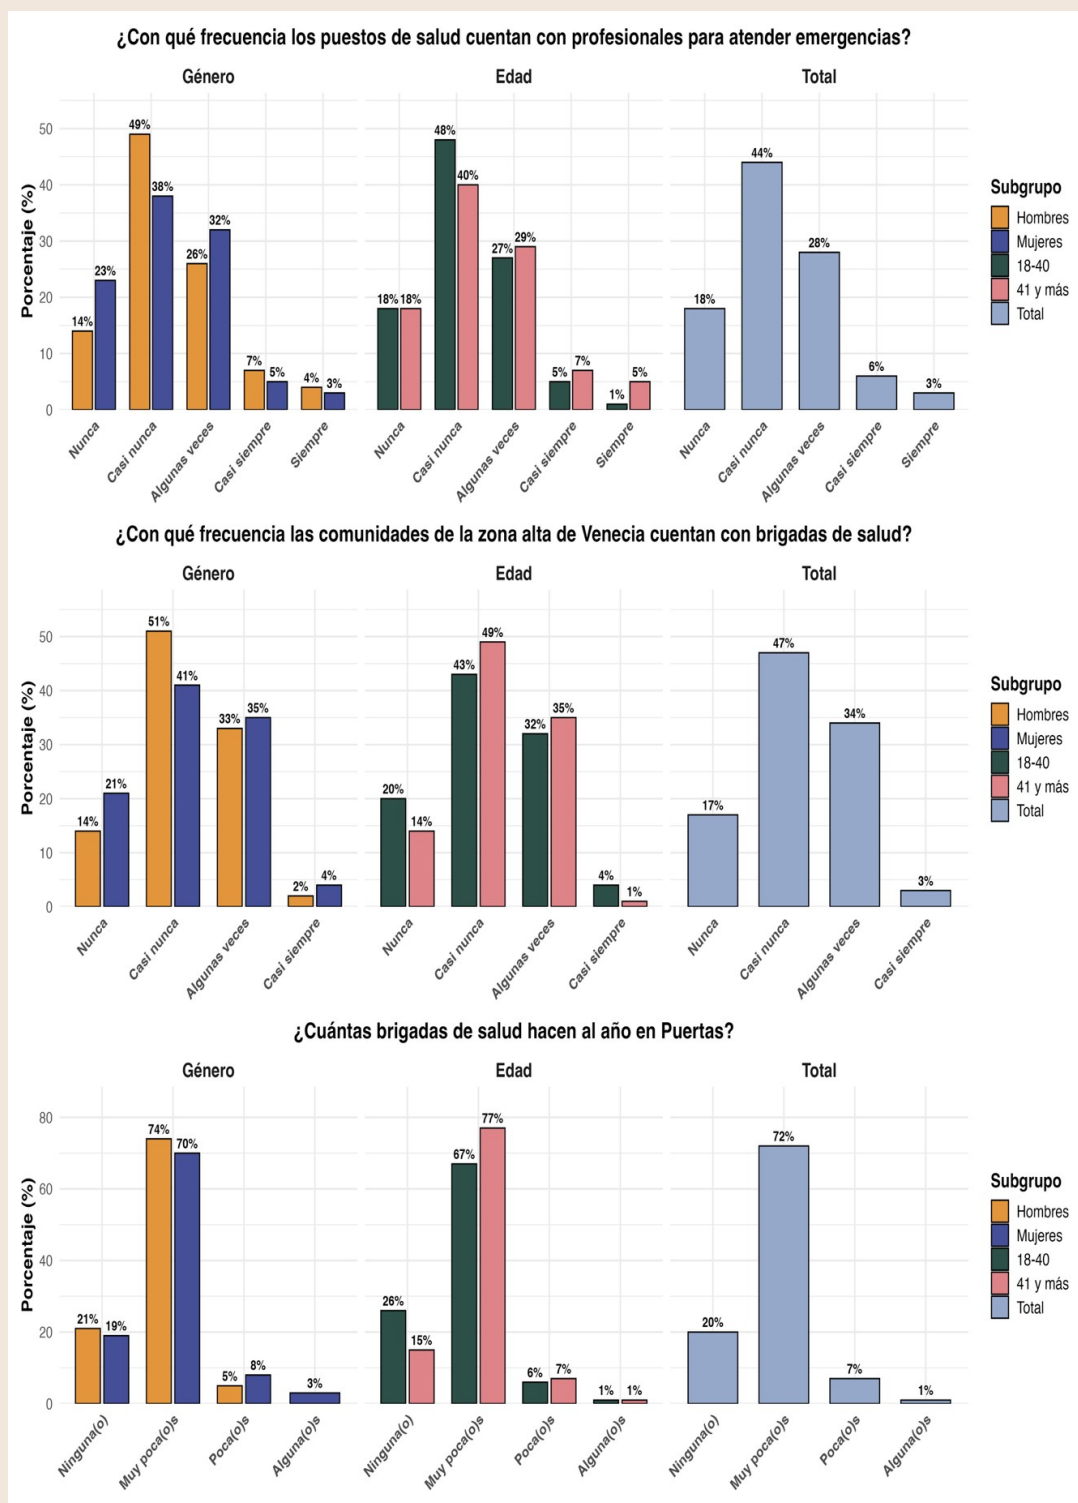 ¿Con qué frecuencia los puestos de salud cuentan con profesionales para atender emergencias?
Género
Edad
Total
Porcentaje (%)
50
40
30
20
10
0
14%
23%
49%
38%
26%
32%
7%
5%
4%
3%
18%
18%
48%
40%
27%
29%
5%
7%
1%
5%
18%
44%
28%
6%
3%
Nunca
Casi nunca
Algunas veces
Casi siempre
Siempre
Nunca
Casi nunca
Algunas veces
Casi siempre
Siempre
Nunca
Casi nunca
Algunas veces
Casi siempre
Siempre
Subgrupo
Hombres
Mujeres
18-40
41 y más
Total
¿Con qué frecuencia las comunidades de la zona alta de Venecia cuentan con brigadas de salud?
Género
Edad
Total
Porcentaje (%)
50
40
30
20
10
0
14%
21%
51%
41%
33%
35%
2%
4%
20%
14%
43%
49%
32%
35%
4%
1%
17%
47%
34%
3%
Nunca
Casi nunca
Algunas veces
Casi siempre
Nunca
Casi nunca
Algunas veces
Casi siempre
Nunca
Casi nunca
Algunas veces
Casi siempre
Subgrupo
Hombres
Mujeres
18-40
41 y más
Total
¿Cuántas brigadas de salud hacen al año en Puertas?
Género
Edad
Total
Porcentaje (%)
80
60
40
20
0
21%
19%
74%
70%
5%
8%
3%
26%
15%
67%
77%
6%
7%
1%
1%
20%
72%
7%
1%
Ninguna(o)
Muy poca(o)s
Poca(o)s
Alguna(o)s
Ninguna(o)
Muy poca(o)s
Poca(o)s
Alguna(o)s
Ninguna(o)
Muy poca(o)s
Poca(o)s
Alguna(o)s
Subgrupo
Hombres
Mujeres
18-40
41 y más
Total